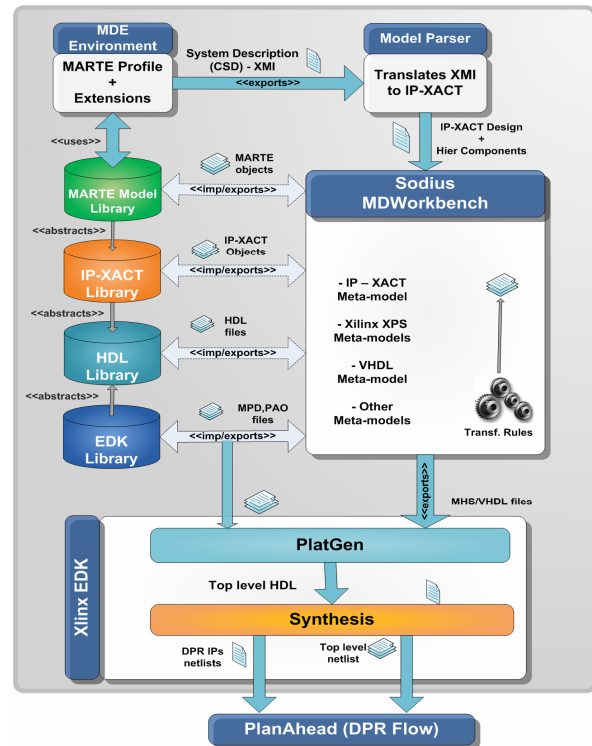 MDE
Environment
MARTE Profile
+
Extensions
System Description
(CSD) - XMI
<<exports>>
Model Parser
Translates XMI
to IP-XACT
<<uses>>
IP-XACT Design
+
Hier Components
MARTE Model
Library
MARTE
objects
<<imp/exports>>
Sodius
MDWorkbench
<<abstracts>>
IP-XACT
Library
IP-XACT
Objects
<<imp/exports>>
<<abstracts>>
HDL
Library
HDL
files
<<imp/exports>>
<<abstracts>>
EDK
Library
MPD,PAO
files
<<imp/exports>>
- IP – XACT
Meta-model
- Xilinx XPS
Meta-models
- VHDL
Meta-model
- Other
Meta-models
Transf. Rules
<<exports>>
MHS/VHDL files
Xlinx EDK
PlatGen
Top level HDL
Synthesis
DPR IPs
netlists
Top level
netlist
PlanAhead (DPR Flow)